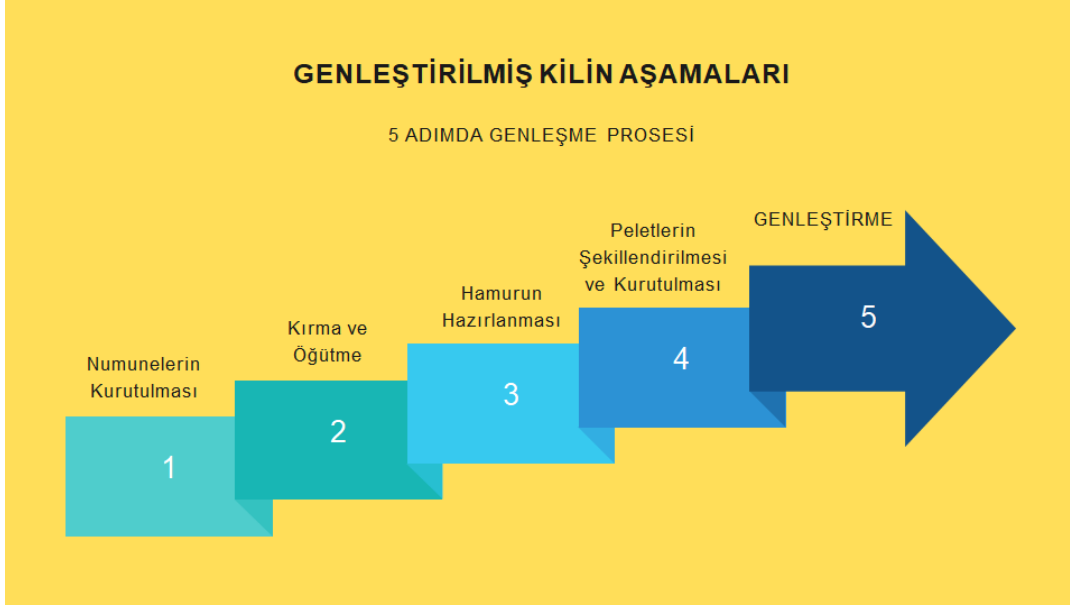 GENLEŞTİRİLMİŞ KİLİN AŞAMALARI
5 ADIMDA GENLEŞME PROSESİ
Numunelerin
Kurutulması
1
Kırma ve
Öğütme
2
Hamurun
Hazırlanması
3
Peletlerin
Şekillendirilmesi
ve Kurutulması
4
GENLEŞTİRME
5